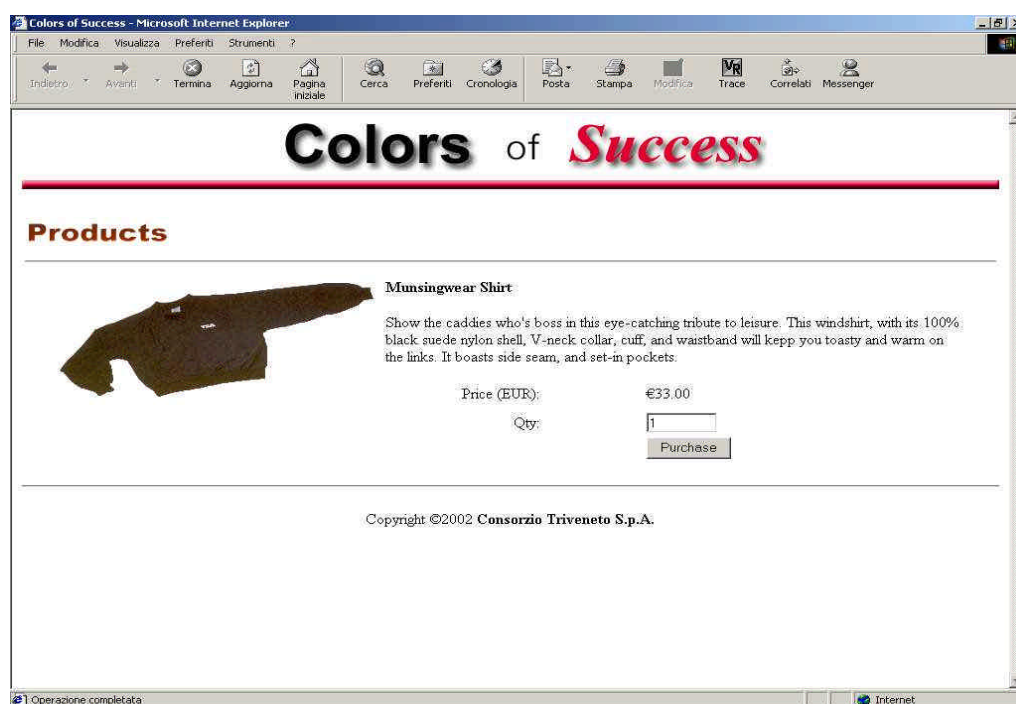 Colors of Success - Microsoft Internet Explorer
File Modifica Visualizza Preferiti Strumenti ?
Indietro Avanti Termina Aggiorna Pagina iniziale Cerca Preferiti Cronologia Posta Stampa Modifica Trace Correlati Messenger
Colors of Success
Products
Munsingwear Shirt
Show the caddies who's boss in this eye-catching tribute to leisure. This windshirt, with its 100%
black suede nylon shell, V-neck collar, cuff, and waistband will kepp you toasty and warm on
the links. It boasts side seam, and set-in pockets.
Price (EUR): €33.00
Qty: 1
Purchase
Copyright ©2002 Consorzio Triveneto S.p.A.
Operazione completata Internet